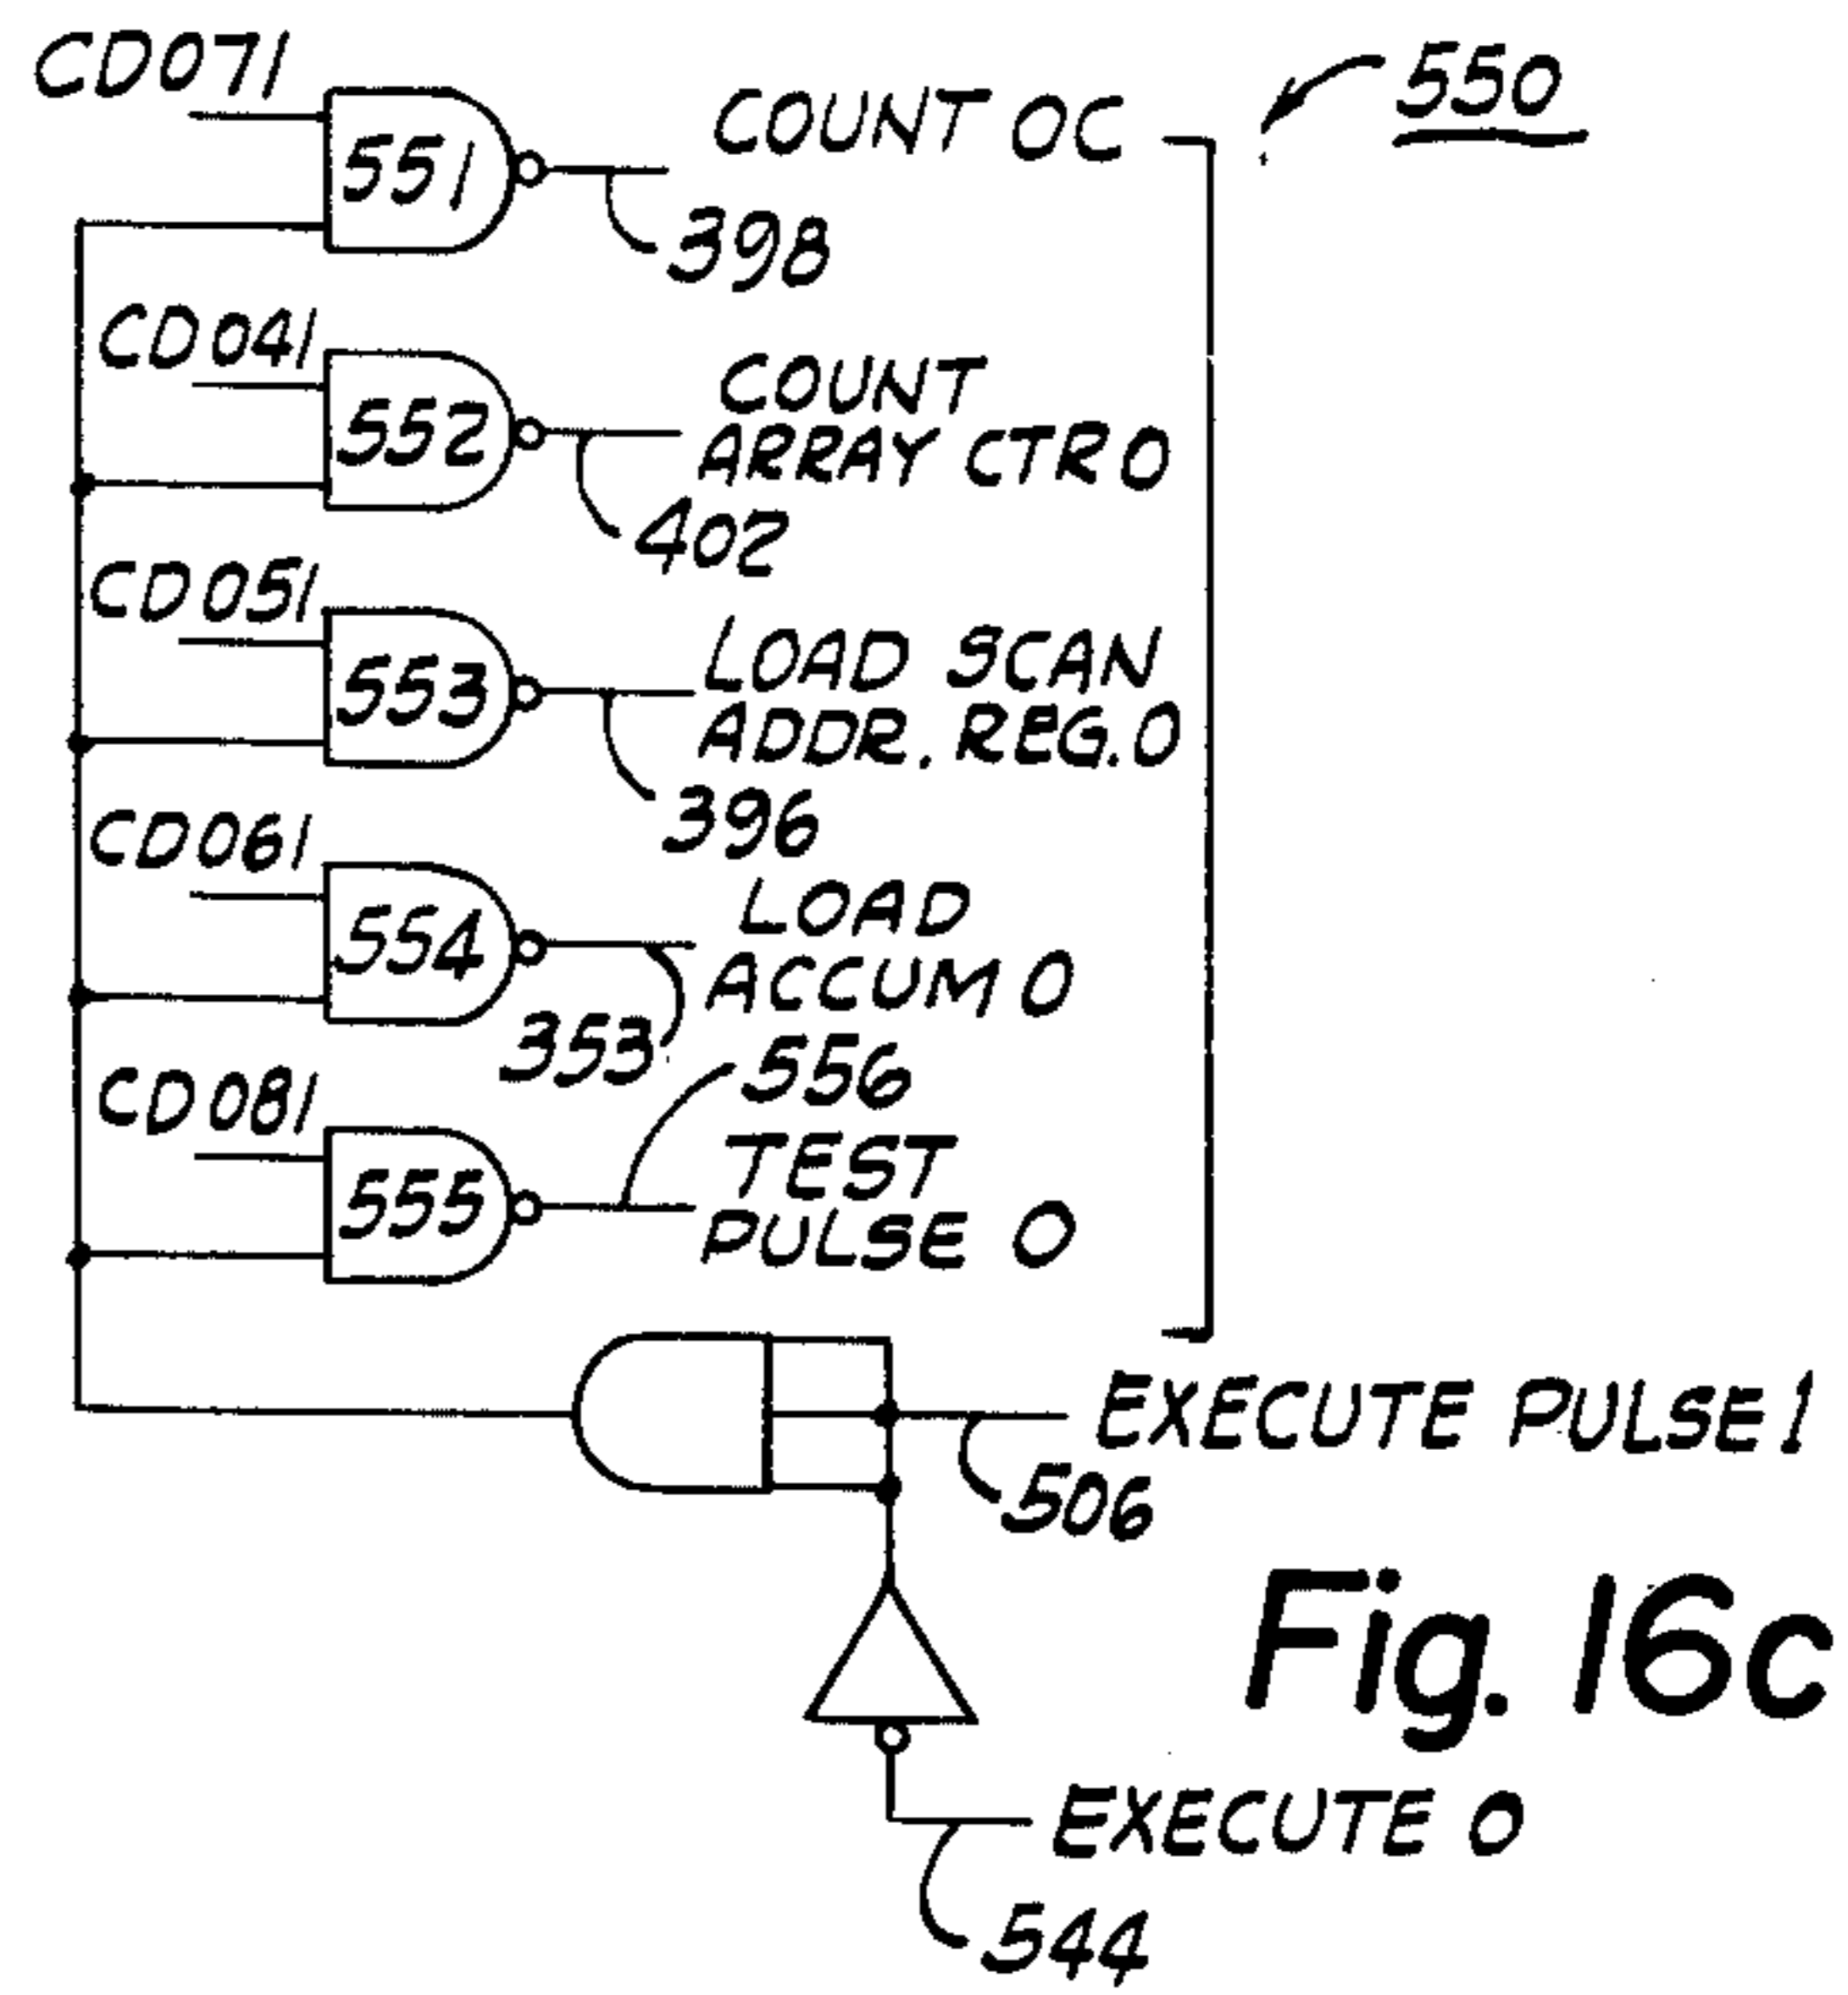 CD071
551
COUNT OC
550
398
CD041
552
COUNT
ARRAY CTR 0
402
CD051
553
LOAD SCAN
ADDR. REG. 0
396
CD061
554
LOAD
ACCUM 0
353
556
CD081
555
TEST
PULSE 0
EXECUTE PULSE 1
506
Fig. 16c
EXECUTE 0
544